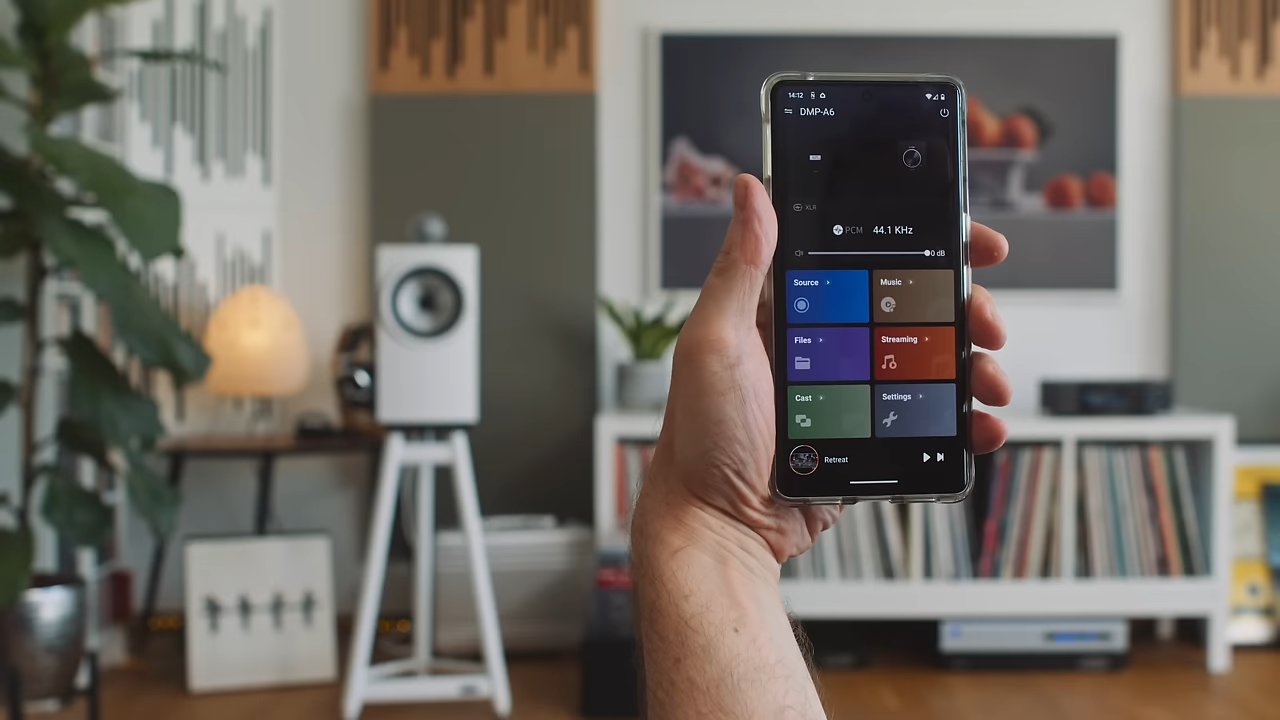 14:12
DMP-A6
XLR
PCM 44.1 KHz
0 dB
Source Music
Files Streaming
Cast Settings
Retreat